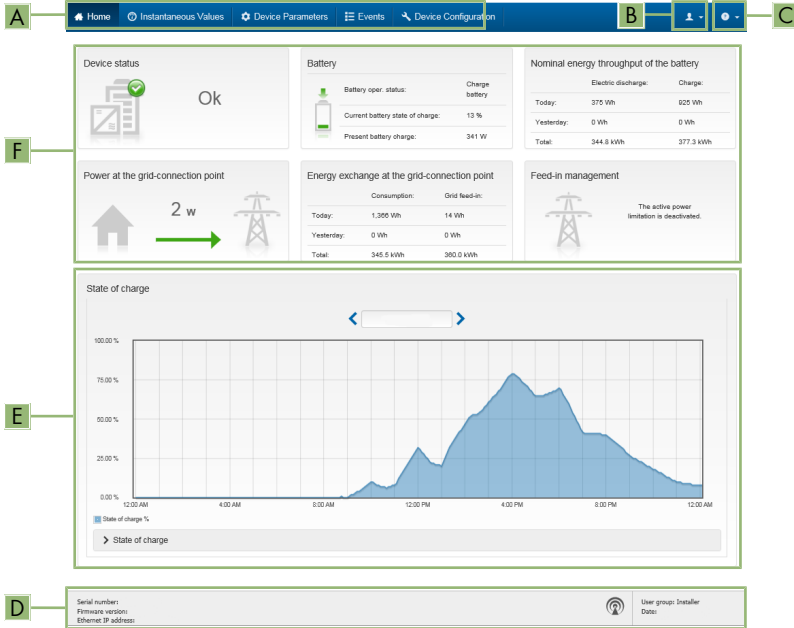 A
Home
Instantaneous Values
Device Parameters
Events
Device Configuration
B
C
F
Device status
Ok
Battery
Battery oper. status: Charge battery
Current battery state of charge: 13 %
Present battery charge: 341 W
Nominal energy throughput of the battery
Electric discharge: Charge:
Today: 375 Wh 925 Wh
Yesterday: 0 Wh 0 Wh
Total: 344.8 kWh 377.3 kWh
Power at the grid-connection point
2 w
Energy exchange at the grid-connection point
Consumption: Grid feed-in:
Today: 1,366 Wh 14 Wh
Yesterday: 0 Wh 0 Wh
Total: 345.5 kWh 360.0 kWh
Feed-in management
The active power
limitation is deactivated.
E
State of charge
100.00 %
75.00 %
50.00 %
25.00 %
0.00 %
12:00 AM 4:00 AM 8:00 AM 12:00 PM 4:00 PM 8:00 PM 12:00 AM
State of charge %
State of charge
D
Serial number:
Firmware version:
Ethernet IP address:
User group: Installer
Date: